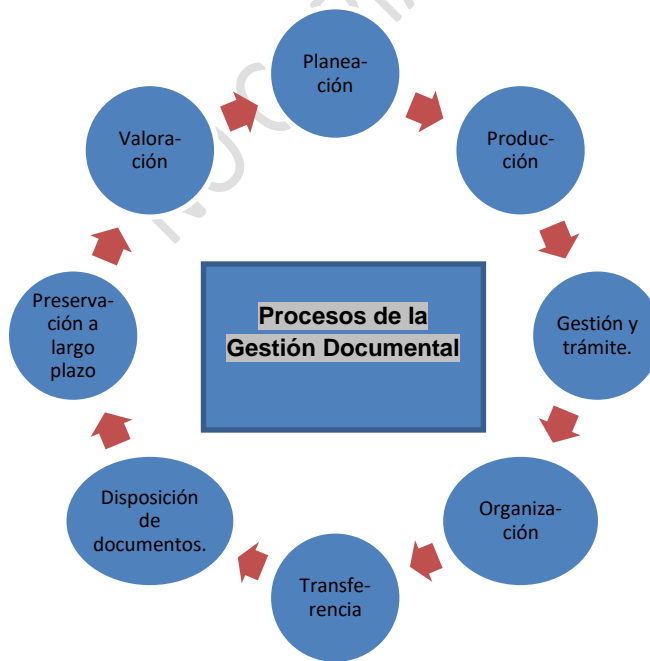 Planea-
ción
Produc-
ción
Gestión y
trámite.
Organiza-
ción
Transfe-
rencia
Disposición
de
documentos.
Preserva-
ción a
largo
plazo
Valora-
ción
Procesos de la
Gestión Documental